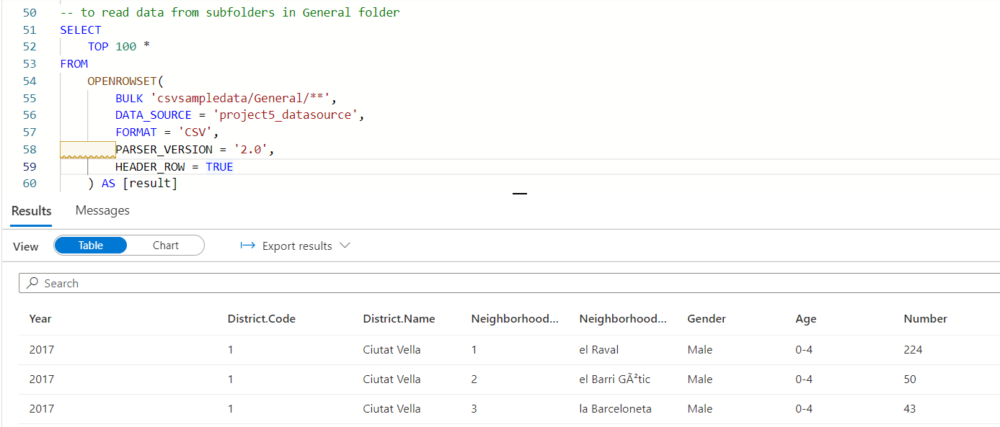 50 -- to read data from subfolders in General folder
51 SELECT
52 TOP 100 *
53 FROM
54 OPENROWSET(
55 BULK 'csvsampledata/General/**',
56 DATA_SOURCE = 'project5_datasource',
57 FORMAT = 'CSV',
58 PARSER_VERSION = '2.0',
59 HEADER_ROW = TRUE
60 ) AS [result]
Results Messages
View Table Chart Export results
Search
Year District.Code District.Name Neighborhood... Neighborhood... Gender Age Number
2017 1 Ciutat Vella 1 el Raval Male 0-4 224
2017 1 Ciutat Vella 2 el Barri GÃ²tic Male 0-4 50
2017 1 Ciutat Vella 3 la Barceloneta Male 0-4 43